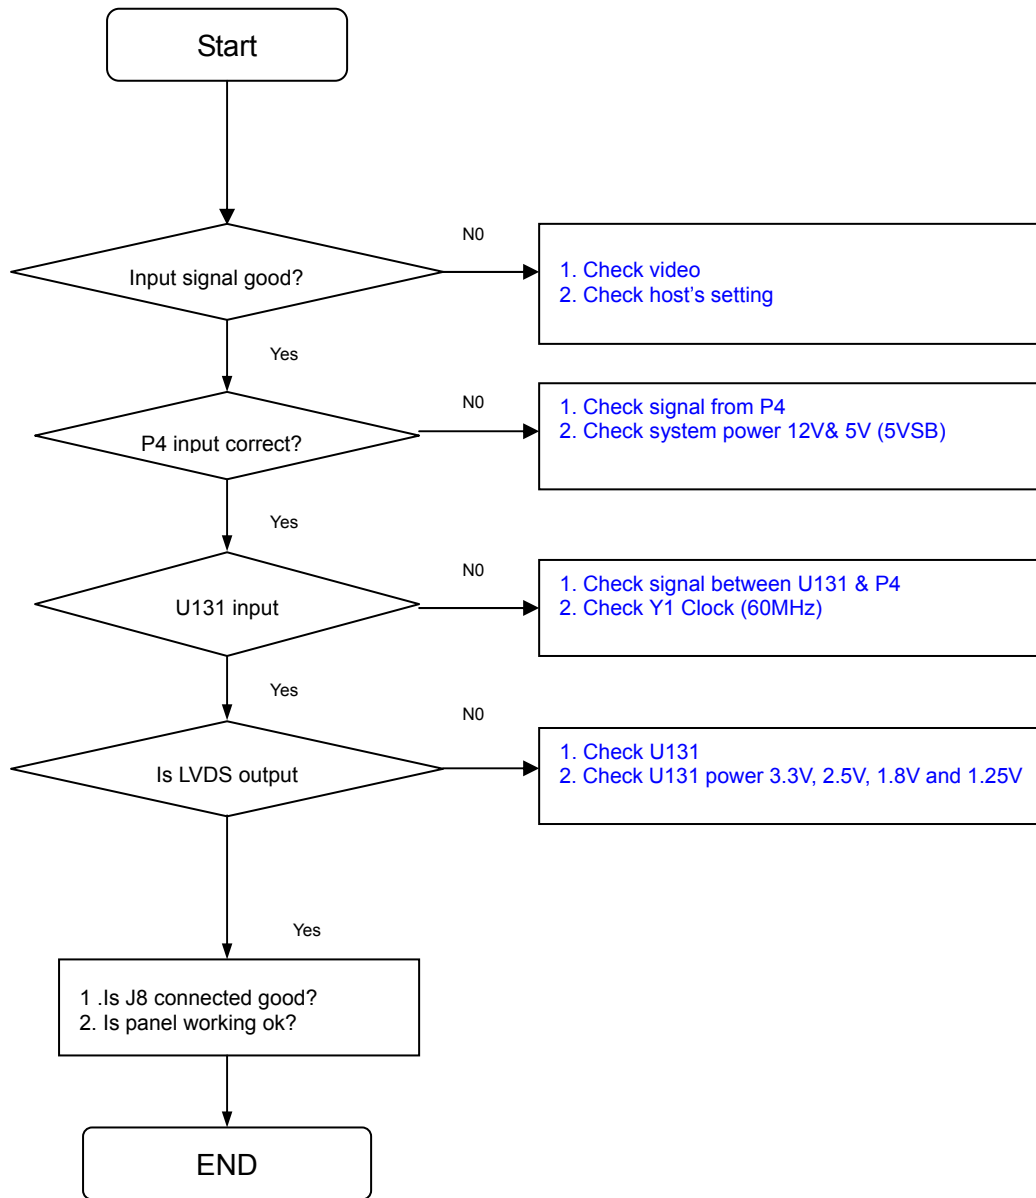 Start
N0
Input signal good?
1. Check video
2. Check host's setting
Yes
N0
P4 input correct?
1. Check signal from P4
2. Check system power 12V& 5V (5VSB)
Yes
N0
U131 input
1. Check signal between U131 & P4
2. Check Y1 Clock (60MHz)
Yes
N0
Is LVDS output
1. Check U131
2. Check U131 power 3.3V, 2.5V, 1.8V and 1.25V
Yes
1 .Is J8 connected good?
2. Is panel working ok?
END